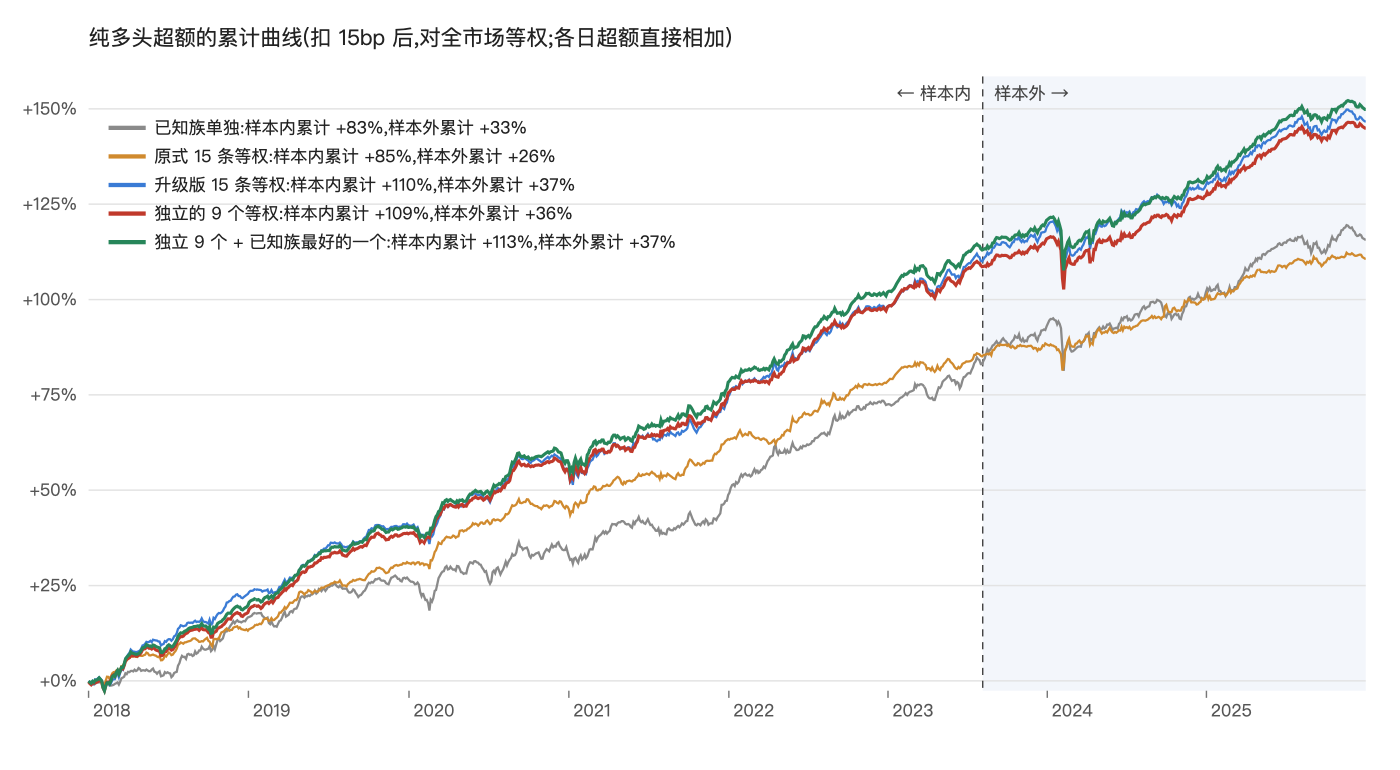 纯多头超额的累计曲线(扣 15bp 后,对全市场等权;各日超额直接相加)
← 样本内 样本外 →
+150%
已知族单独:样本内累计 +83%,样本外累计 +33%
原式 15 条等权:样本内累计 +85%,样本外累计 +26%
升级版 15 条等权:样本内累计 +110%,样本外累计 +37%
+125%
独立的 9 个等权:样本内累计 +109%,样本外累计 +36%
独立 9 个 + 已知族最好的一个:样本内累计 +113%,样本外累计 +37%
+100%
+75%
+50%
+25%
+0%
2018 2019 2020 2021 2022 2023 2024 2025